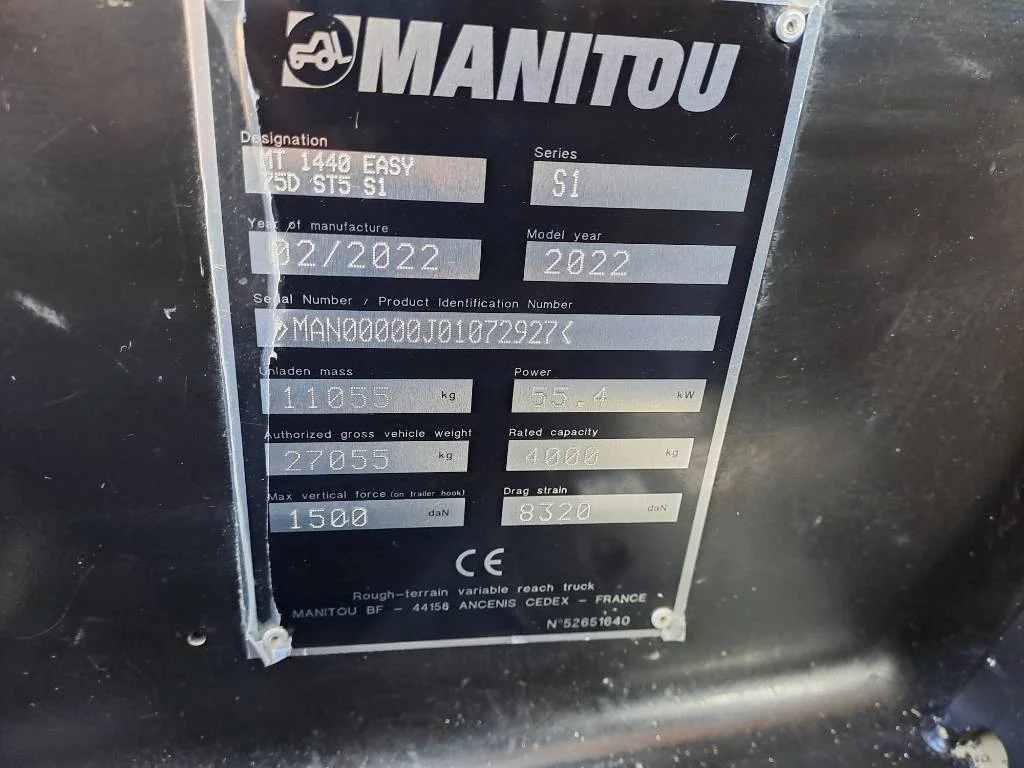 MANITOU
Designation
MT 1440 EASY
75D ST5 S1
Series
S1
Year of manufacture
02/2022
Model year
2022
Serial Number / Product Identification Number
>MAN00000J01072927<
Unladen mass
11055 kg
Power
55.4 kW
Authorized gross vehicle weight
27055 kg
Rated capacity
4000 kg
Max vertical force (on trailer hook)
1500 daN
Drag strain
8320 daN
CE
Rough-terrain variable reach truck
MANITOU BF - 44158 ANCENIS CEDEX - FRANCE
N°52651640